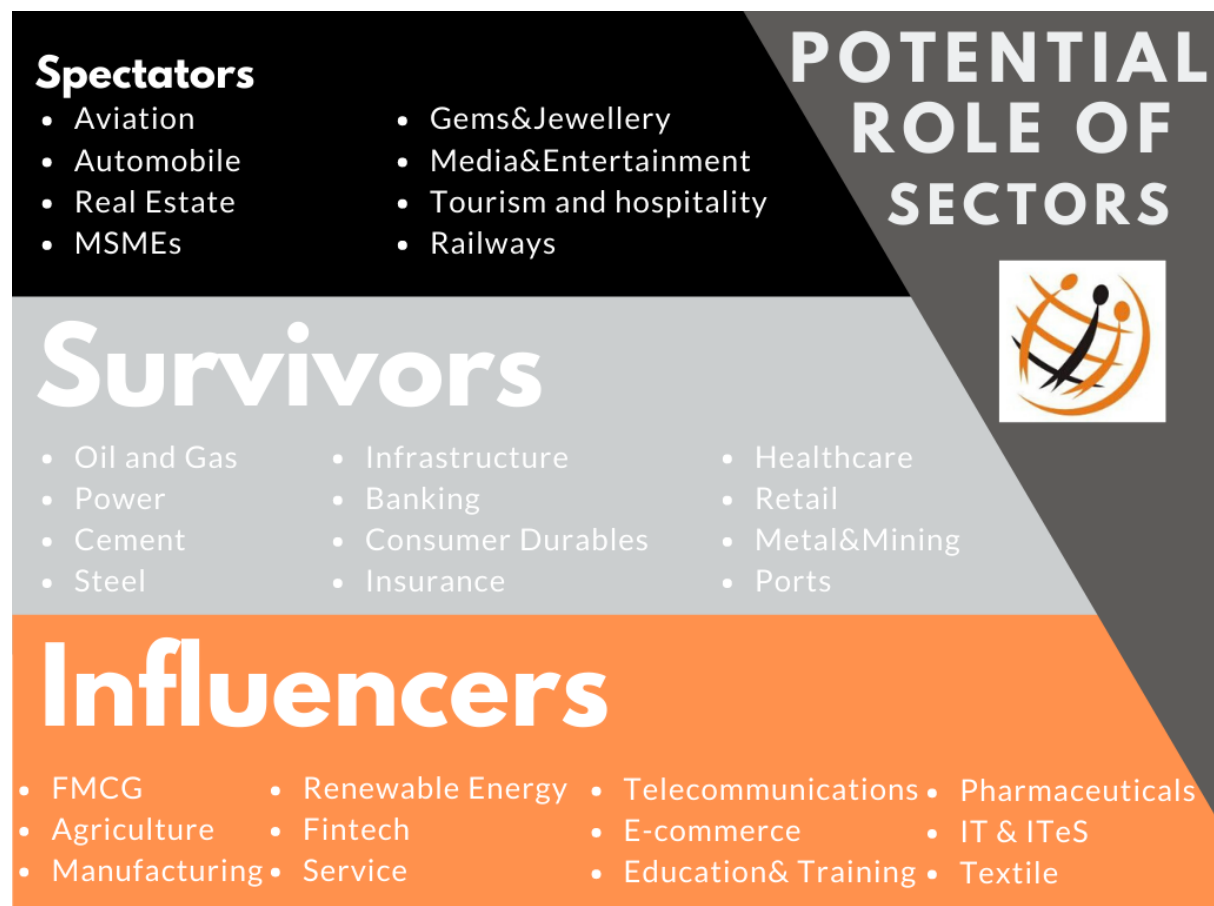 POTENTIAL
ROLE OF
SECTORS
Spectators
Aviation
Automobile
Real Estate
MSMEs
Gems&Jewellery
Media&Entertainment
Tourism and hospitality
Railways
Survivors
Oil and Gas
Power
Cement
Steel
Infrastructure
Banking
Consumer Durables
Insurance
Healthcare
Retail
Metal&Mining
Ports
Influencers
FMCG
Agriculture
Manufacturing
Renewable Energy
Fintech
Service
Telecommunications
E-commerce
Education& Training
Pharmaceuticals
IT & ITeS
Textile